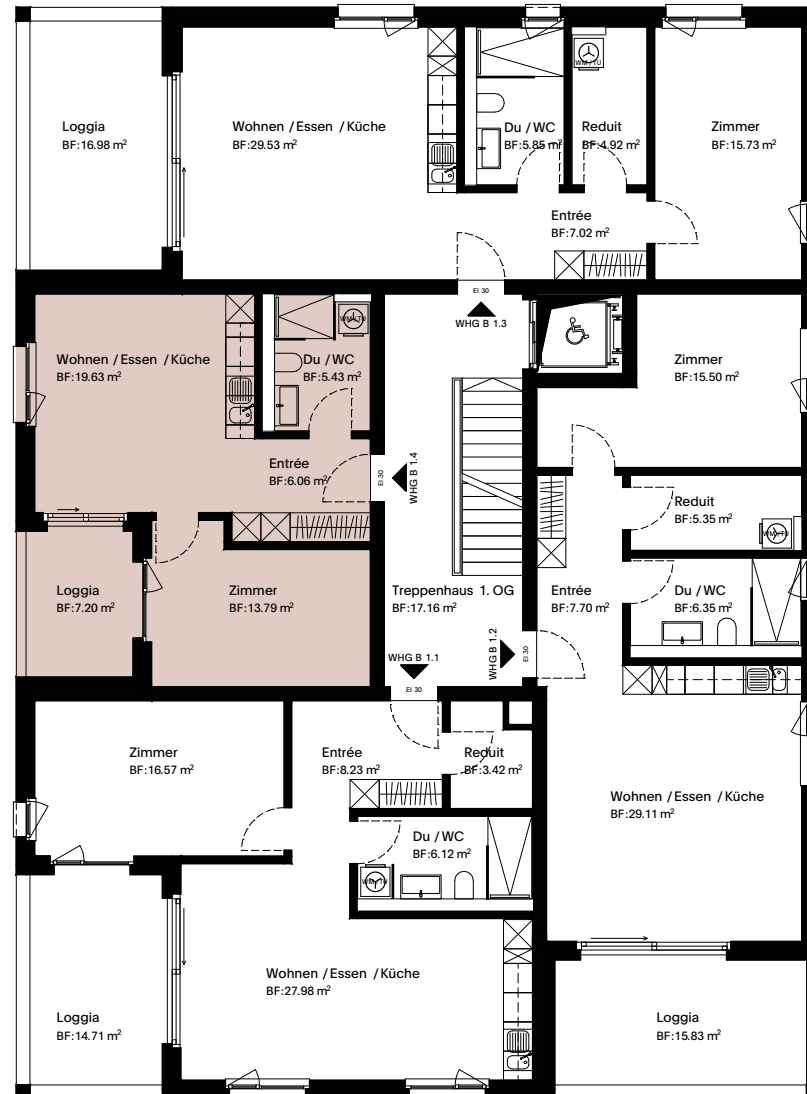 WM / TU
Loggia
BF:16.98 m²
Wohnen / Essen / Küche
BF:29.53 m²
Du / WC
BF:5.85 m²
Reduit
BF:4.92 m²
Zimmer
BF:15.73 m²
Entrée
BF:7.02 m²
EI 30
WHG B 1.3
WM / TU
Wohnen / Essen / Küche
BF:19.63 m²
Du / WC
BF:5.43 m²
Zimmer
BF:15.50 m²
Entrée
BF:6.06 m²
EI 30
WHG B 1.4
Reduit
BF:5.35 m²
WM / TU
Loggia
BF:7.20 m²
Zimmer
BF:13.79 m²
Treppenhaus 1. OG
BF:17.16 m²
Entrée
BF:7.70 m²
Du / WC
BF:6.35 m²
WHG B 1.2
EI 30
WHG B 1.1
EI 30
Zimmer
BF:16.57 m²
Entrée
BF:8.23 m²
Reduit
BF:3.42 m²
Wohnen / Essen / Küche
BF:29.11 m²
Du / WC
BF:6.12 m²
WM / TU
Wohnen / Essen / Küche
BF:27.98 m²
Loggia
BF:14.71 m²
Loggia
BF:15.83 m²